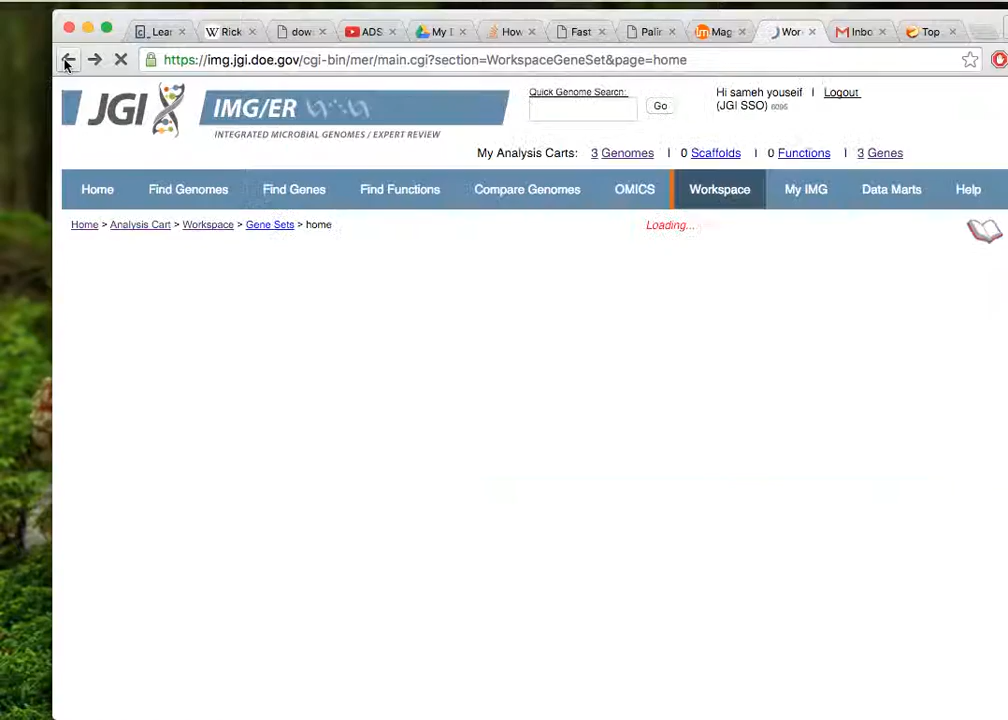 Lear
Rick
dow
ADS
My
How
Fast
Palir
Mag
Wor
Inbo
Top
https://img.jgi.doe.gov/cgi-bin/mer/main.cgi?section=WorkspaceGeneSet&page=home
JGI
IMG/ER
INTEGRATED MICROBIAL GENOMES / EXPERT REVIEW
Quick Genome Search:
Go
Hi sameh youseif | Logout
(JGI SSO) 6095
My Analysis Carts: 3 Genomes | 0 Scaffolds | 0 Functions | 3 Genes
Home Find Genomes Find Genes Find Functions Compare Genomes OMICS Workspace My IMG Data Marts Help
Home > Analysis Cart > Workspace > Gene Sets > home
Loading...